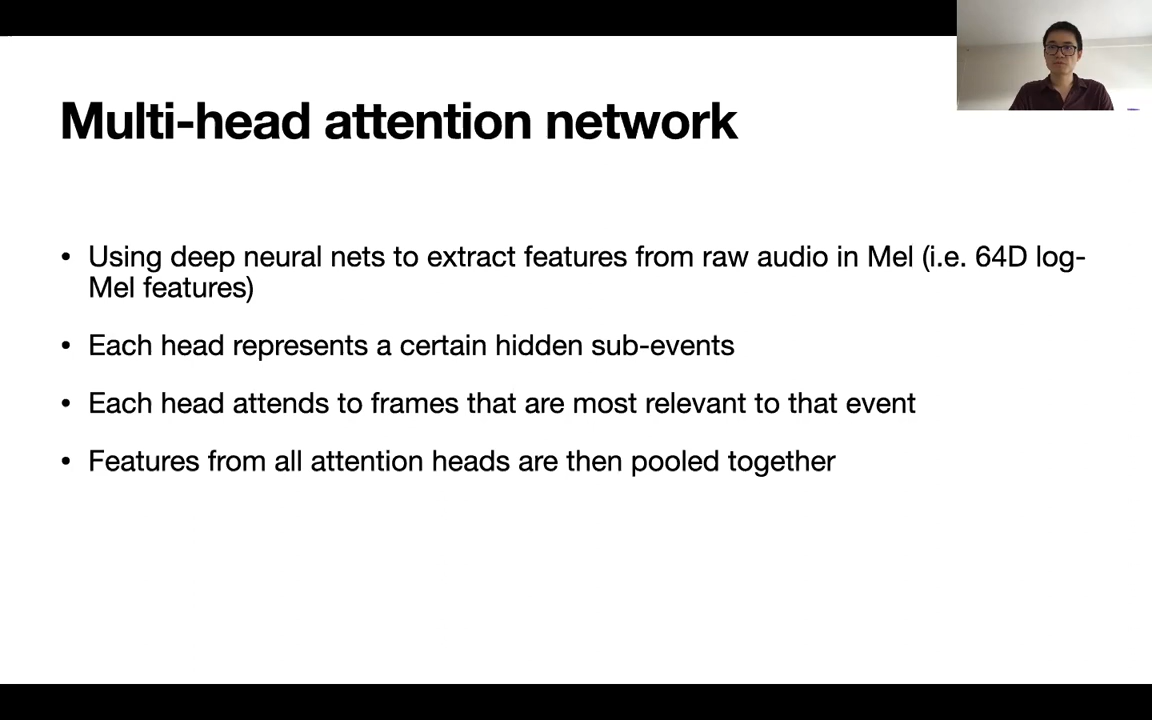 Multi-head attention network
• Using deep neural nets to extract features from raw audio in Mel (i.e. 64D log-
Mel features)
• Each head represents a certain hidden sub-events
• Each head attends to frames that are most relevant to that event
• Features from all attention heads are then pooled together